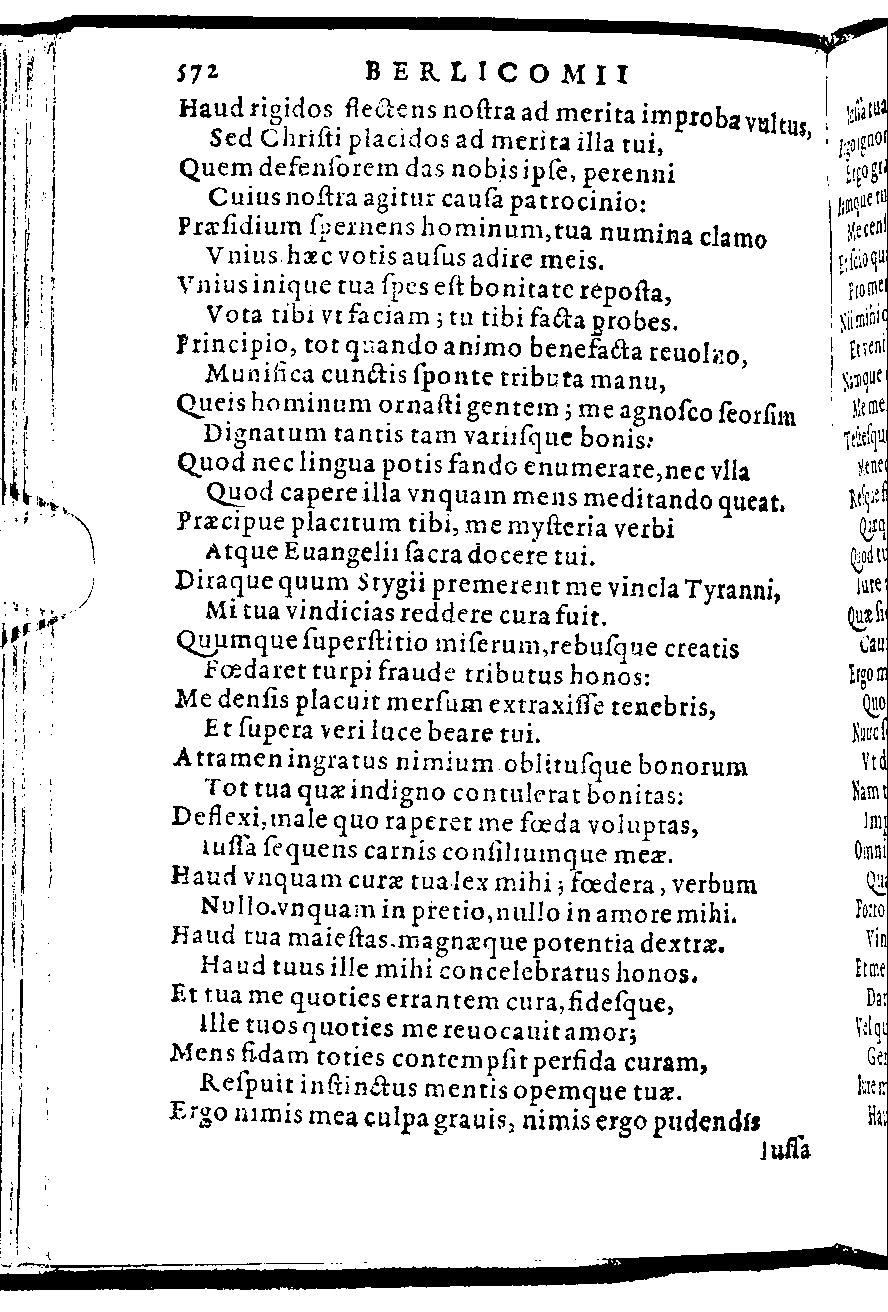 572 BERLICOMII
Haud rigidos flectens noſtra ad merita improba vultus,
Sed Chriſti placidos ad merita illa tui,
Quem defenſorem das nobis ipſe, perenni
Cuius noſtra agitur cauſa patrocinio:
Præſidium ſpernens hominum, tua numina clamo
Vnius hæc votis auſus adire meis.
Vnius inique tua ſpes eſt bonitate repoſta,
Vota tibi vt faciam; tu tibi facta probes.
Principio, tot quando animo benefacta reuoluo,
Munifica cunctis ſponte tributa manu,
Queis hominum ornaſti gentem; me agnoſco ſeorſim
Dignatum tantis tam variiſque bonis:
Quod nec lingua potis fando enumerare, nec vlla
Quod capere illa vnquam mens meditando queat.
Præcipue placitum tibi, me myſteria verbi
Atque Euangelii ſacra docere tui.
Diraque quum Stygii premerent me vincla Tyranni,
Mi tua vindicias reddere cura fuit.
Quumque ſuperſtitio miſerum, rebuſque creatis
Fœdaret turpi fraude tributus honos:
Me denſis placuit merſum extraxiſſe tenebris,
Et ſupera veri luce beare tui.
Attamen ingratus nimium oblituſque bonorum
Tot tua quæ indigno contulerat bonitas:
Deflexi, male quo raperet me fœda voluptas,
Iuſſa ſequens carnis conſiliumque meæ.
Haud vnquam curæ tua lex mihi; fœdera, verbum
Nullo vnquam in pretio, nullo in amore mihi.
Haud tua maieſtas magnæque potentia dextræ.
Haud tuus ille mihi concelebratus honos.
Et tua me quoties errantem cura, fideſque,
Ille tuos quoties me reuocauit amor;
Mens fidam toties contempſit perfida curam,
Reſpuit inſtinctus mentis opemque tuæ.
Ergo nimis mea culpa grauis, nimis ergo pudendis
Iuſſa